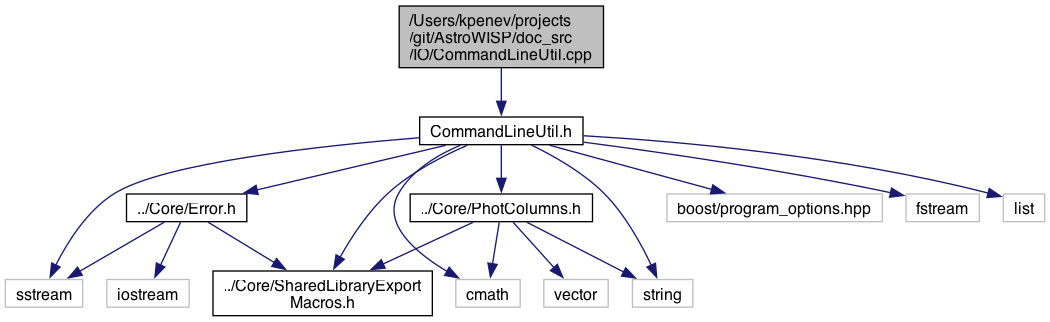 /Users/kpenev/projects
/git/AstroWISP/doc_src
/IO/CommandLineUtil.cpp
CommandLineUtil.h
../Core/Error.h
../Core/PhotColumns.h
boost/program_options.hpp
fstream
list
sstream
iostream
../Core/SharedLibraryExport
Macros.h
cmath
vector
string